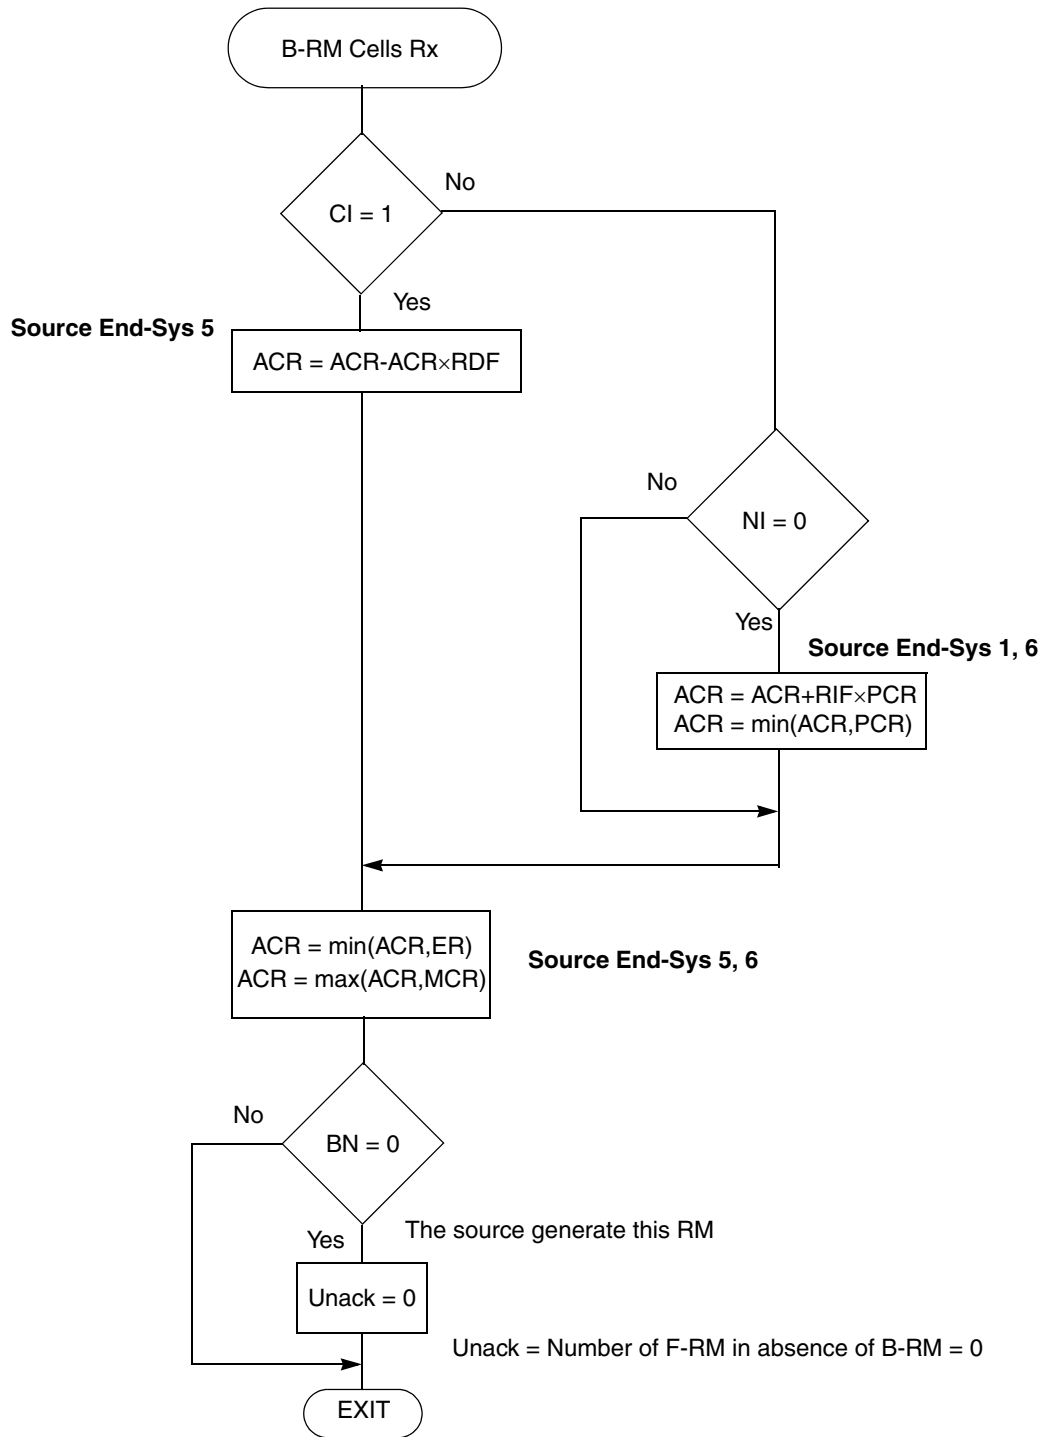 B-RM Cells Rx
No
CI = 1
Yes
Source End-Sys 5
ACR = ACR-ACR×RDF
No
NI = 0
Yes
Source End-Sys 1, 6
ACR = ACR+RIF×PCR
ACR = min(ACR,PCR)
ACR = min(ACR,ER)
ACR = max(ACR,MCR)
Source End-Sys 5, 6
No
BN = 0
The source generate this RM
Yes
Unack = 0
Unack = Number of F-RM in absence of B-RM = 0
EXIT